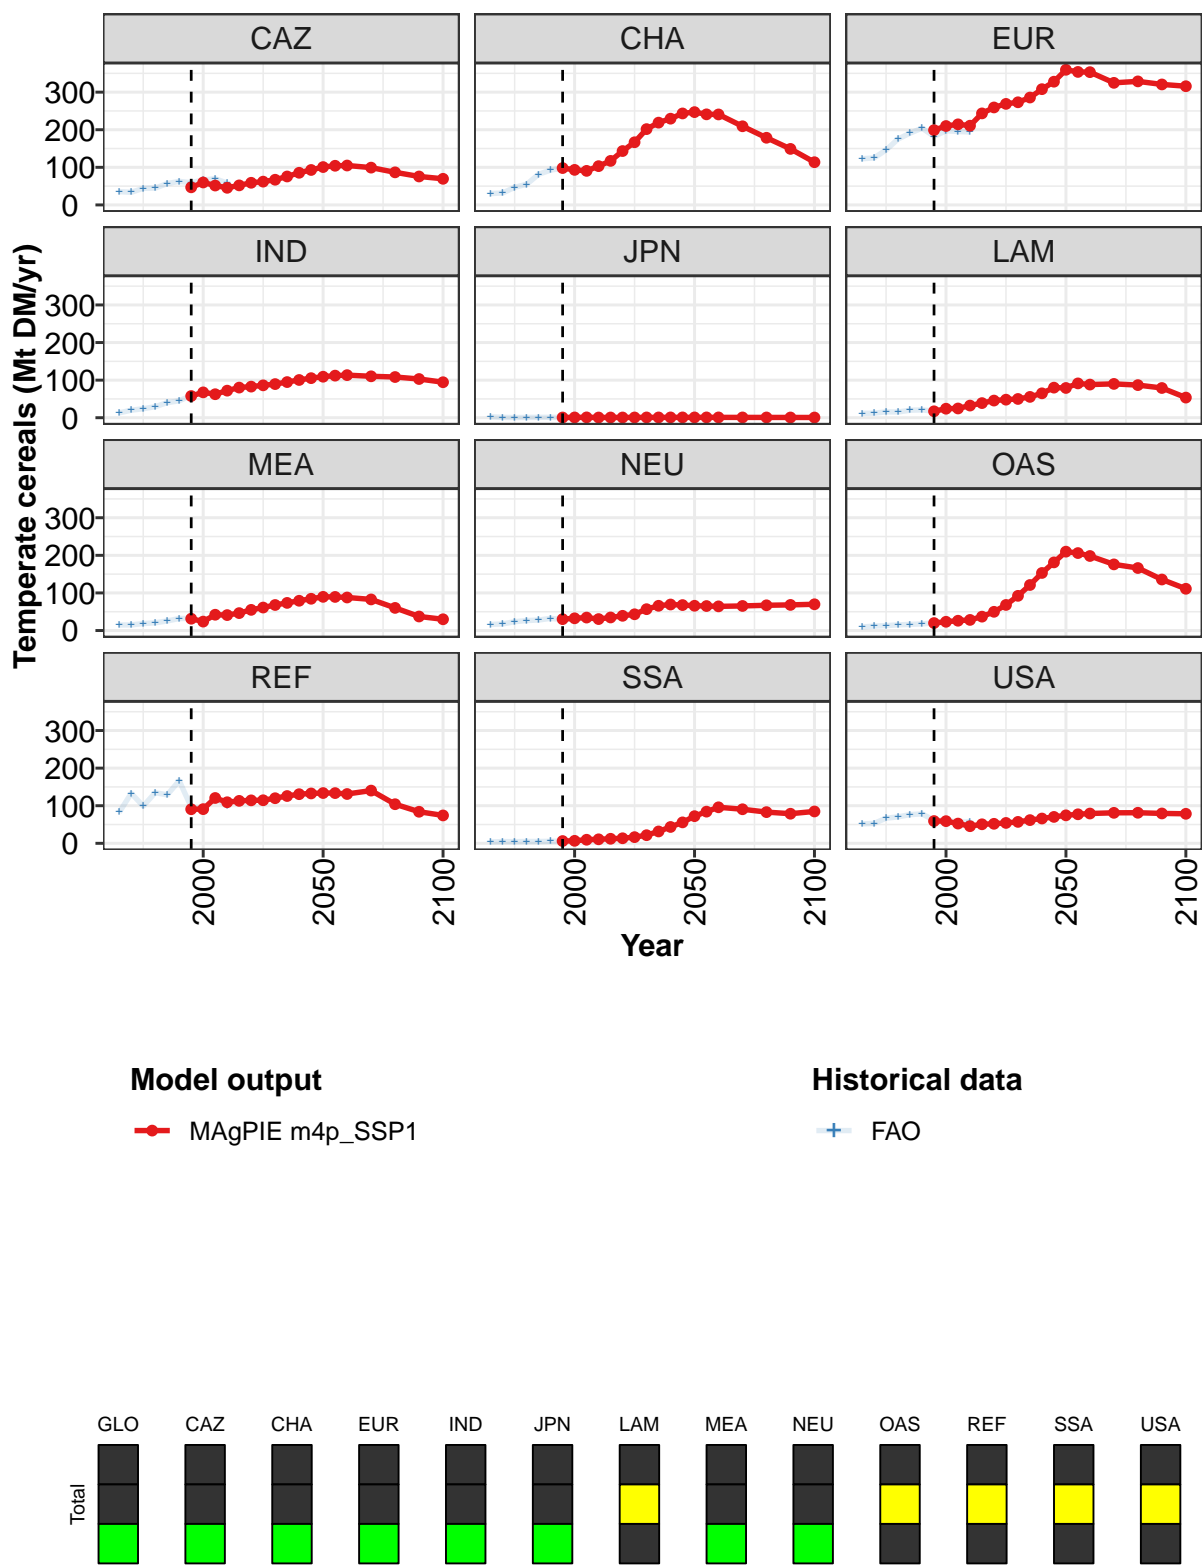 CAZ CHA EUR
300
200
100
0
IND JPN LAM
300
200
100
0
MEA NEU OAS
300
200
100
0
REF SSA USA
300
200
100
0
Temperate cereals (Mt DM/yr)
2000 2050 2100 2000 2050 2100 2000 2050 2100
Year
Model output Historical data
MAgPIE m4p_SSP1 FAO
GLO CAZ CHA EUR IND JPN LAM MEA NEU OAS REF SSA USA
Total